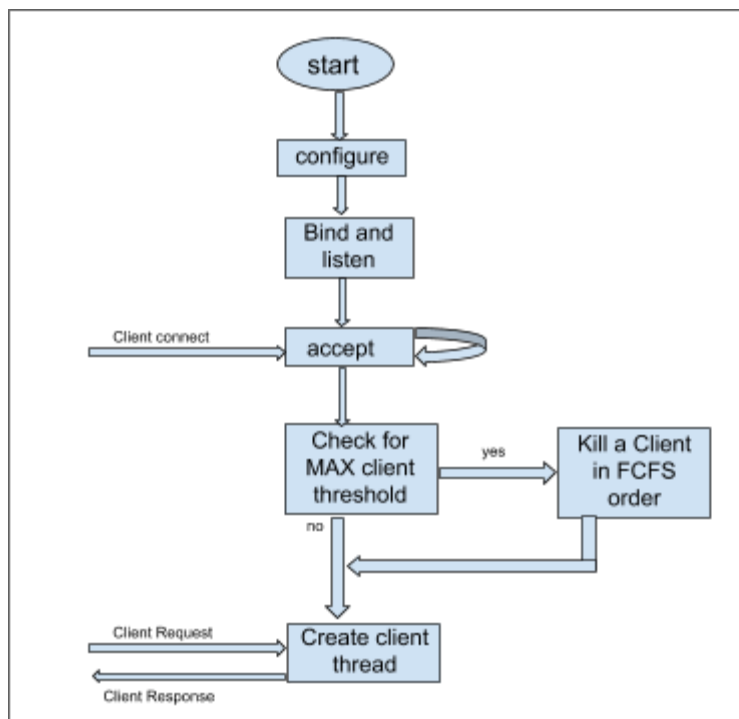 start
configure
Bind and
listen
Client connect
accept
Check for
MAX client
threshold
yes
Kill a Client
in FCFS
order
no
Client Request
Create client
thread
Client Response